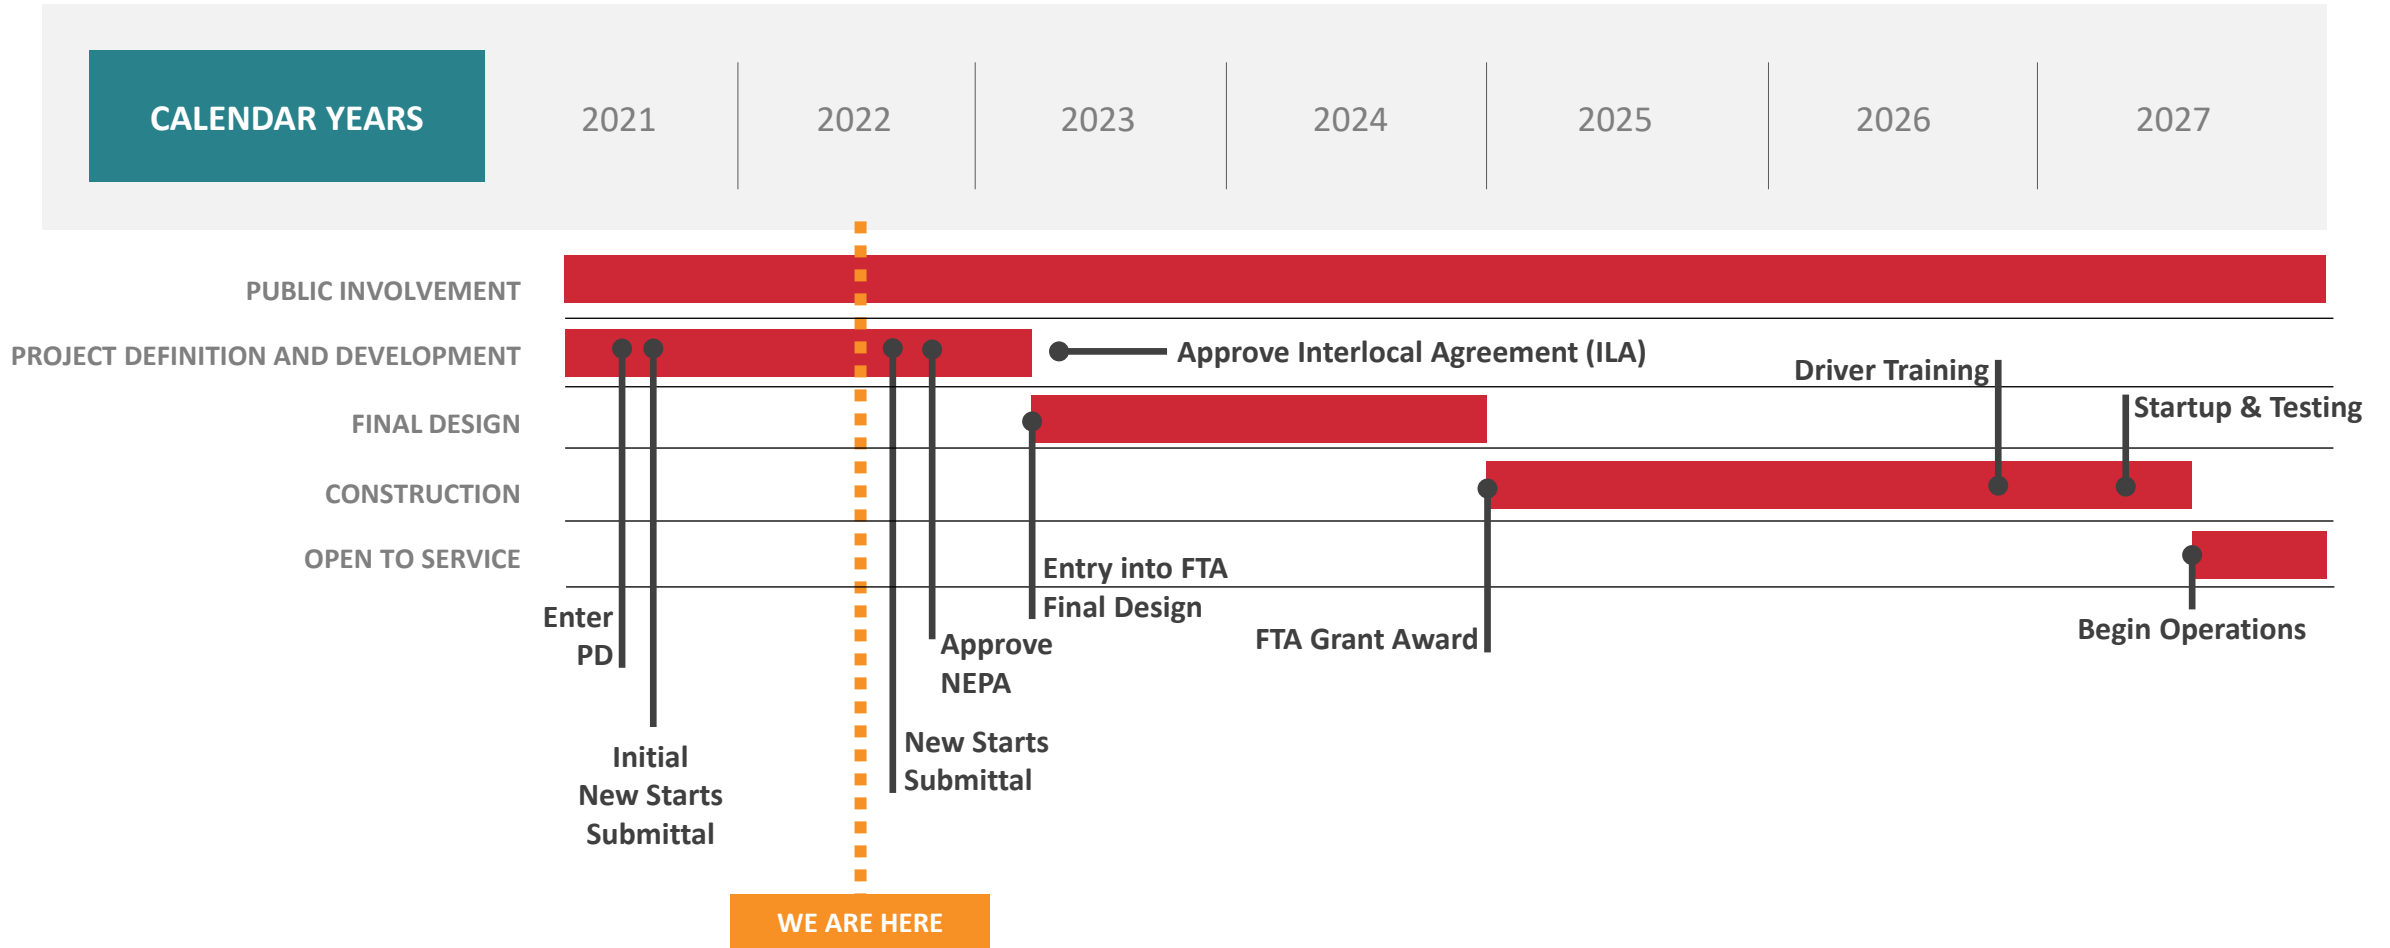 CALENDAR YEARS
2021
2022
2023
2024
2025
2026
2027
PUBLIC INVOLVEMENT
PROJECT DEFINITION AND DEVELOPMENT
Approve Interlocal Agreement (ILA)
Driver Training
FINAL DESIGN
Startup & Testing
CONSTRUCTION
OPEN TO SERVICE
Enter
PD
Initial
New Starts
Submittal
New Starts
Submittal
Approve
NEPA
Entry into FTA
Final Design
FTA Grant Award
Begin Operations
WE ARE HERE